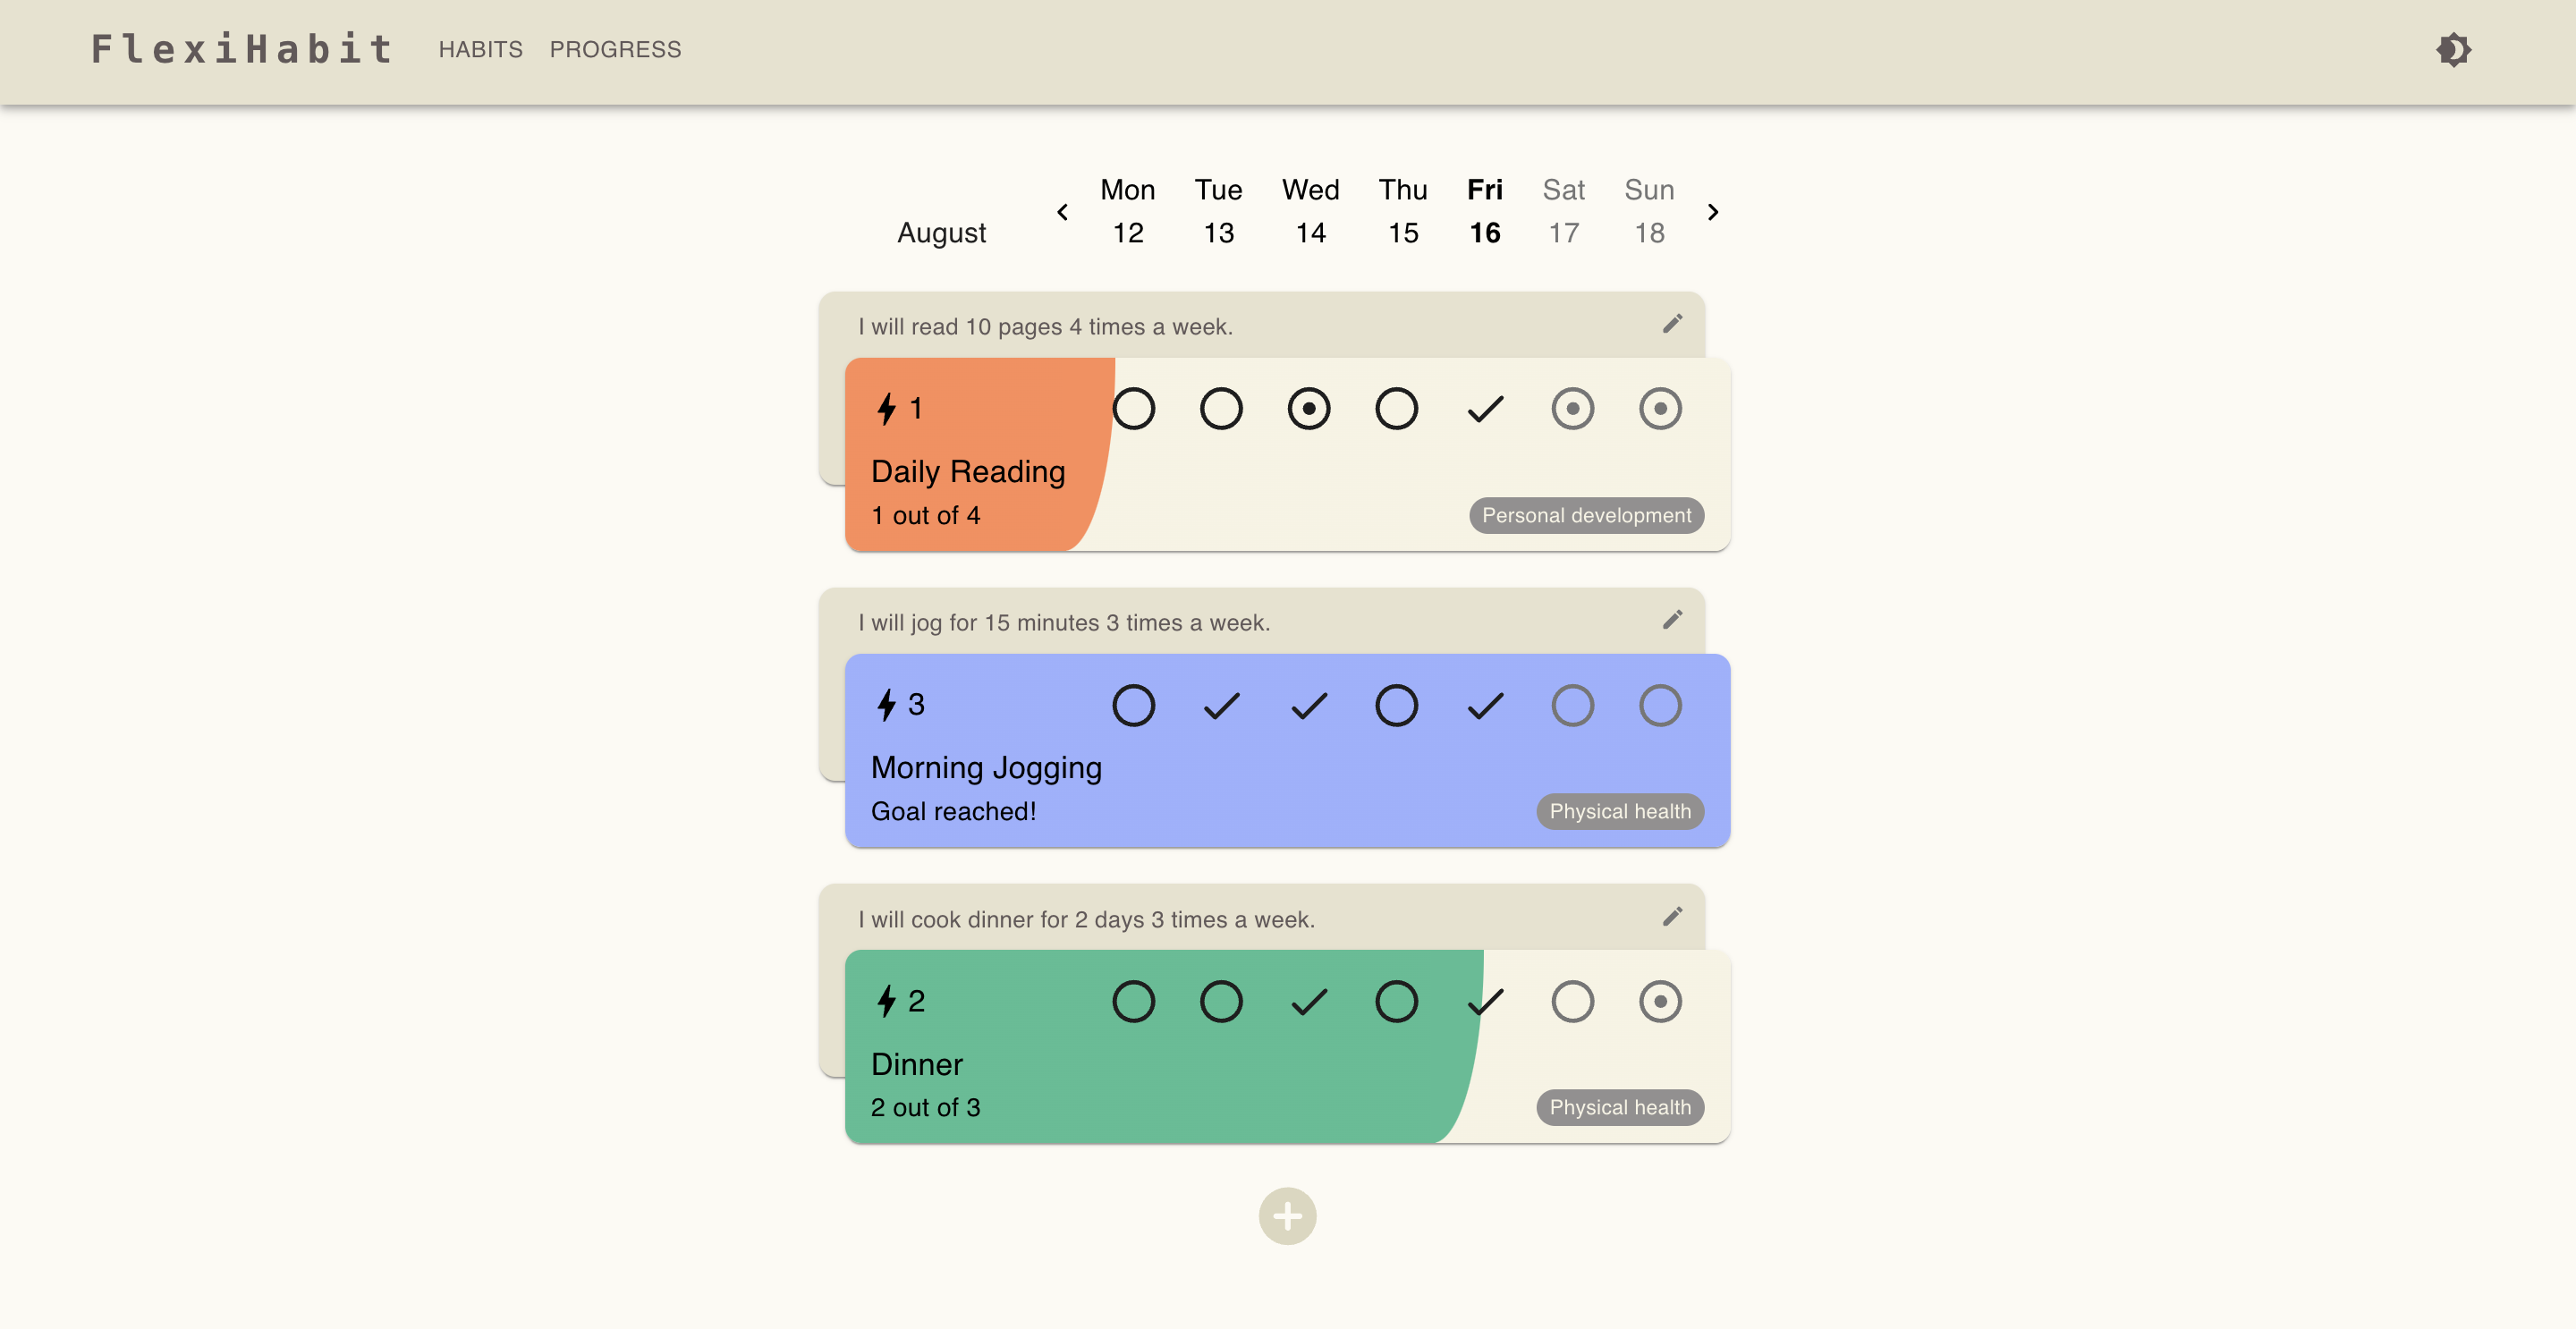 FlexiHabit HABITS PROGRESS
Mon Tue Wed Thu Fri Sat Sun
August 12 13 14 15 16 17 18
I will read 10 pages 4 times a week.
1
Daily Reading
1 out of 4 Personal development
I will jog for 15 minutes 3 times a week.
3
Morning Jogging
Goal reached! Physical health
I will cook dinner for 2 days 3 times a week.
2
Dinner
2 out of 3 Physical health